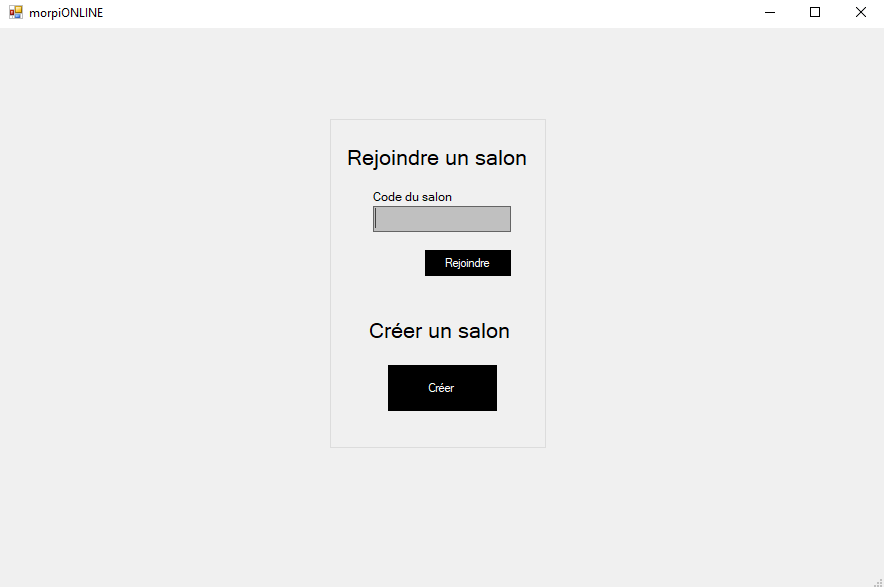 morpiONLINE
Rejoindre un salon
Code du salon
Rejoindre
Créer un salon
Créer